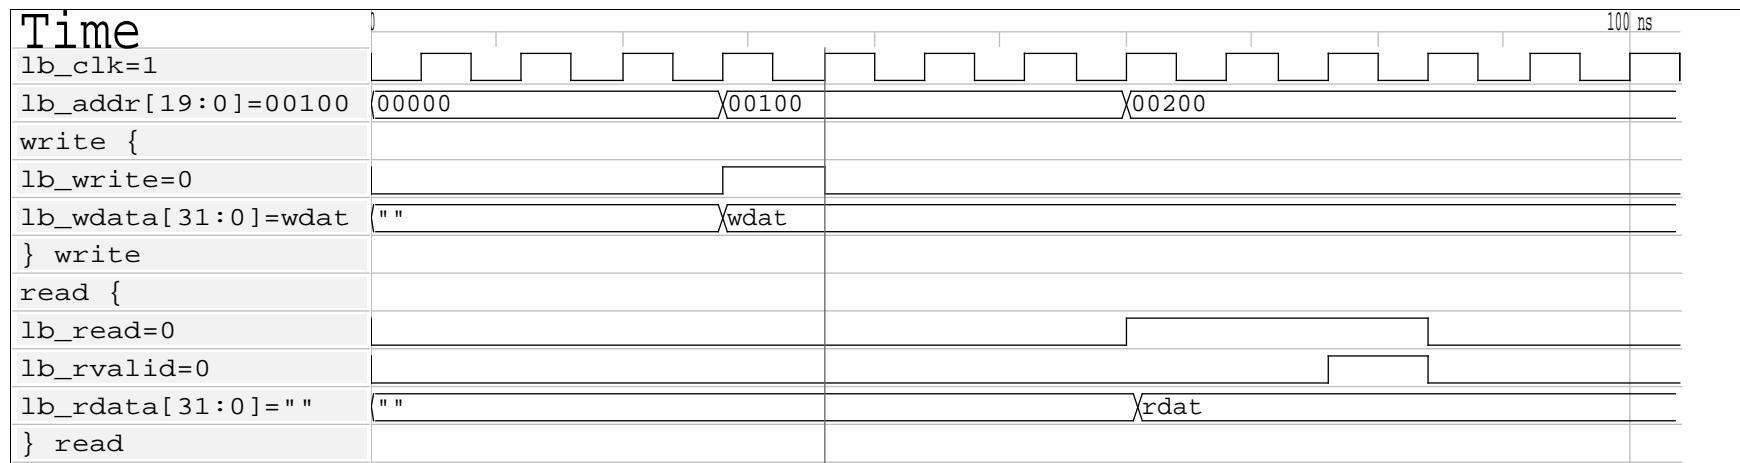 Time 0 100 ns
lb_clk=1
lb_addr[19:0]=00100 00000 00100 00200
write {
lb_write=0
lb_wdata[31:0]=wdat "" wdat
} write
read {
lb_read=0
lb_rvalid=0
lb_rdata[31:0]="" "" rdat
} read